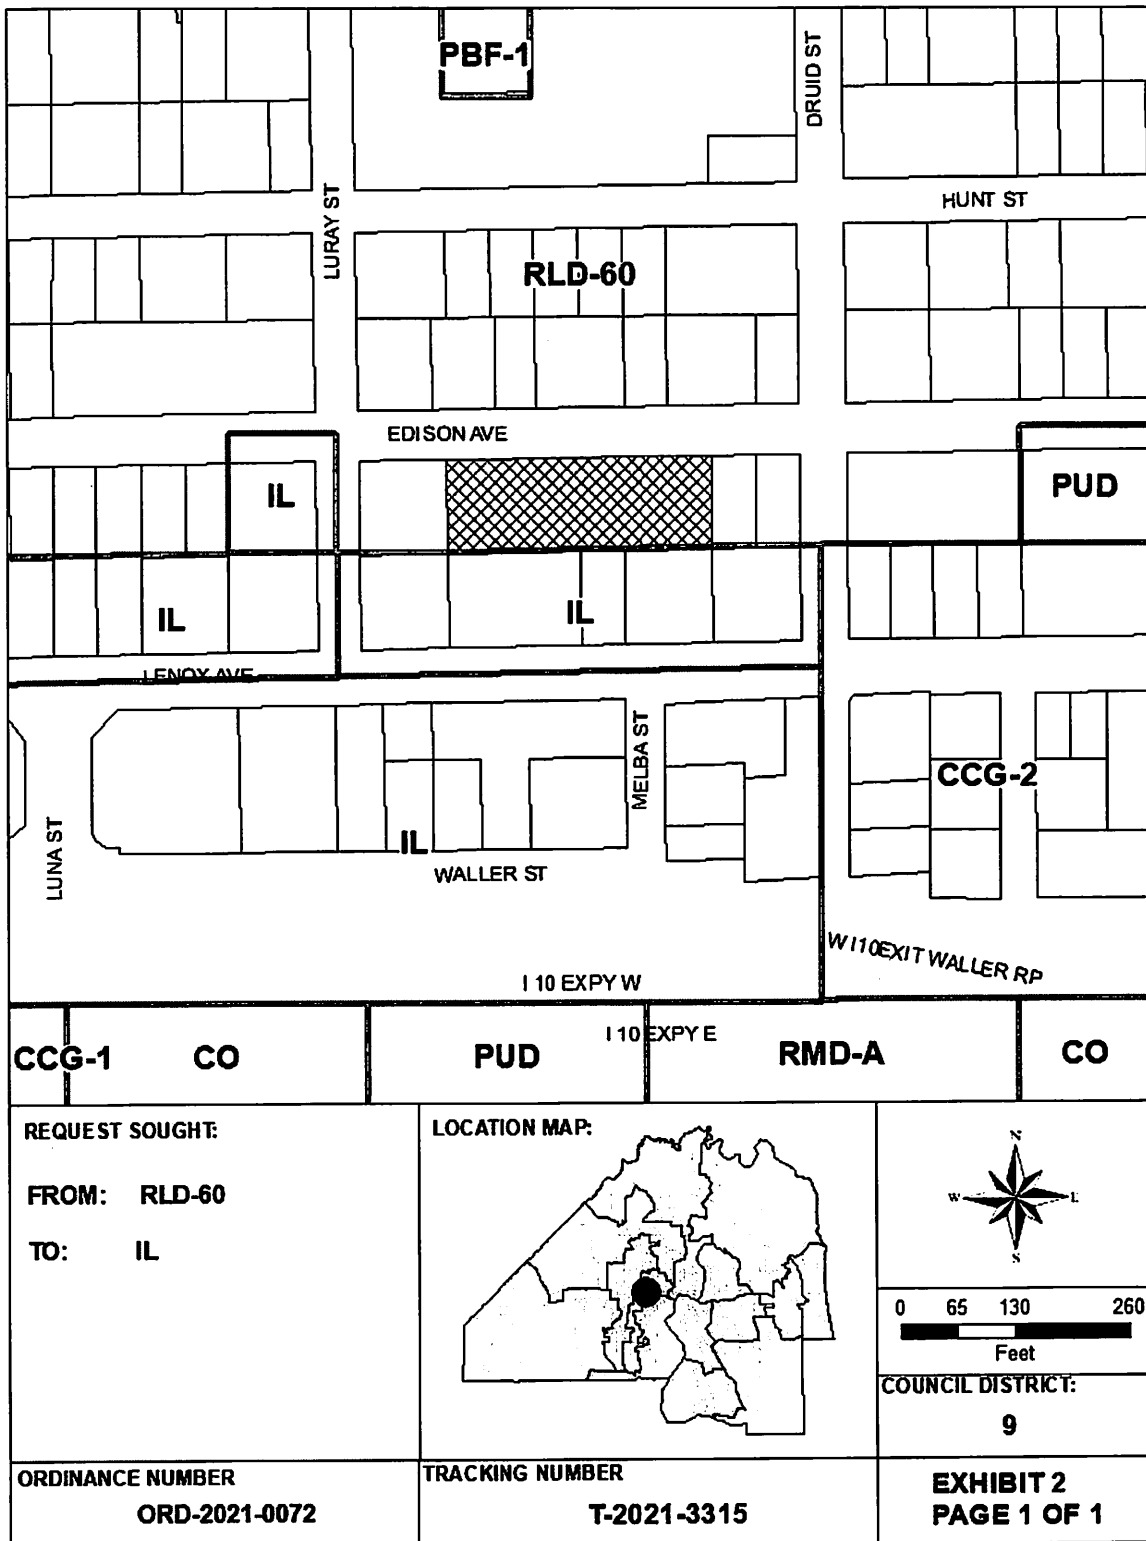 PBF-1
DRUID ST
HUNT ST
LURAY ST
RLD-60
EDISON AVE
IL
PUD
IL
IL
LENOX AVE
MELBA ST
CCG-2
LUNA ST
IL
WALLER ST
W I10EXIT WALLER RP
I 10 EXPY W
I 10 EXPY E
CCG-1
CO
PUD
RMD-A
CO
REQUEST SOUGHT:
FROM: RLD-60
TO: IL
LOCATION MAP:
N
W
E
S
0 65 130 260
Feet
COUNCIL DISTRICT:
9
ORDINANCE NUMBER
ORD-2021-0072
TRACKING NUMBER
T-2021-3315
EXHIBIT 2
PAGE 1 OF 1